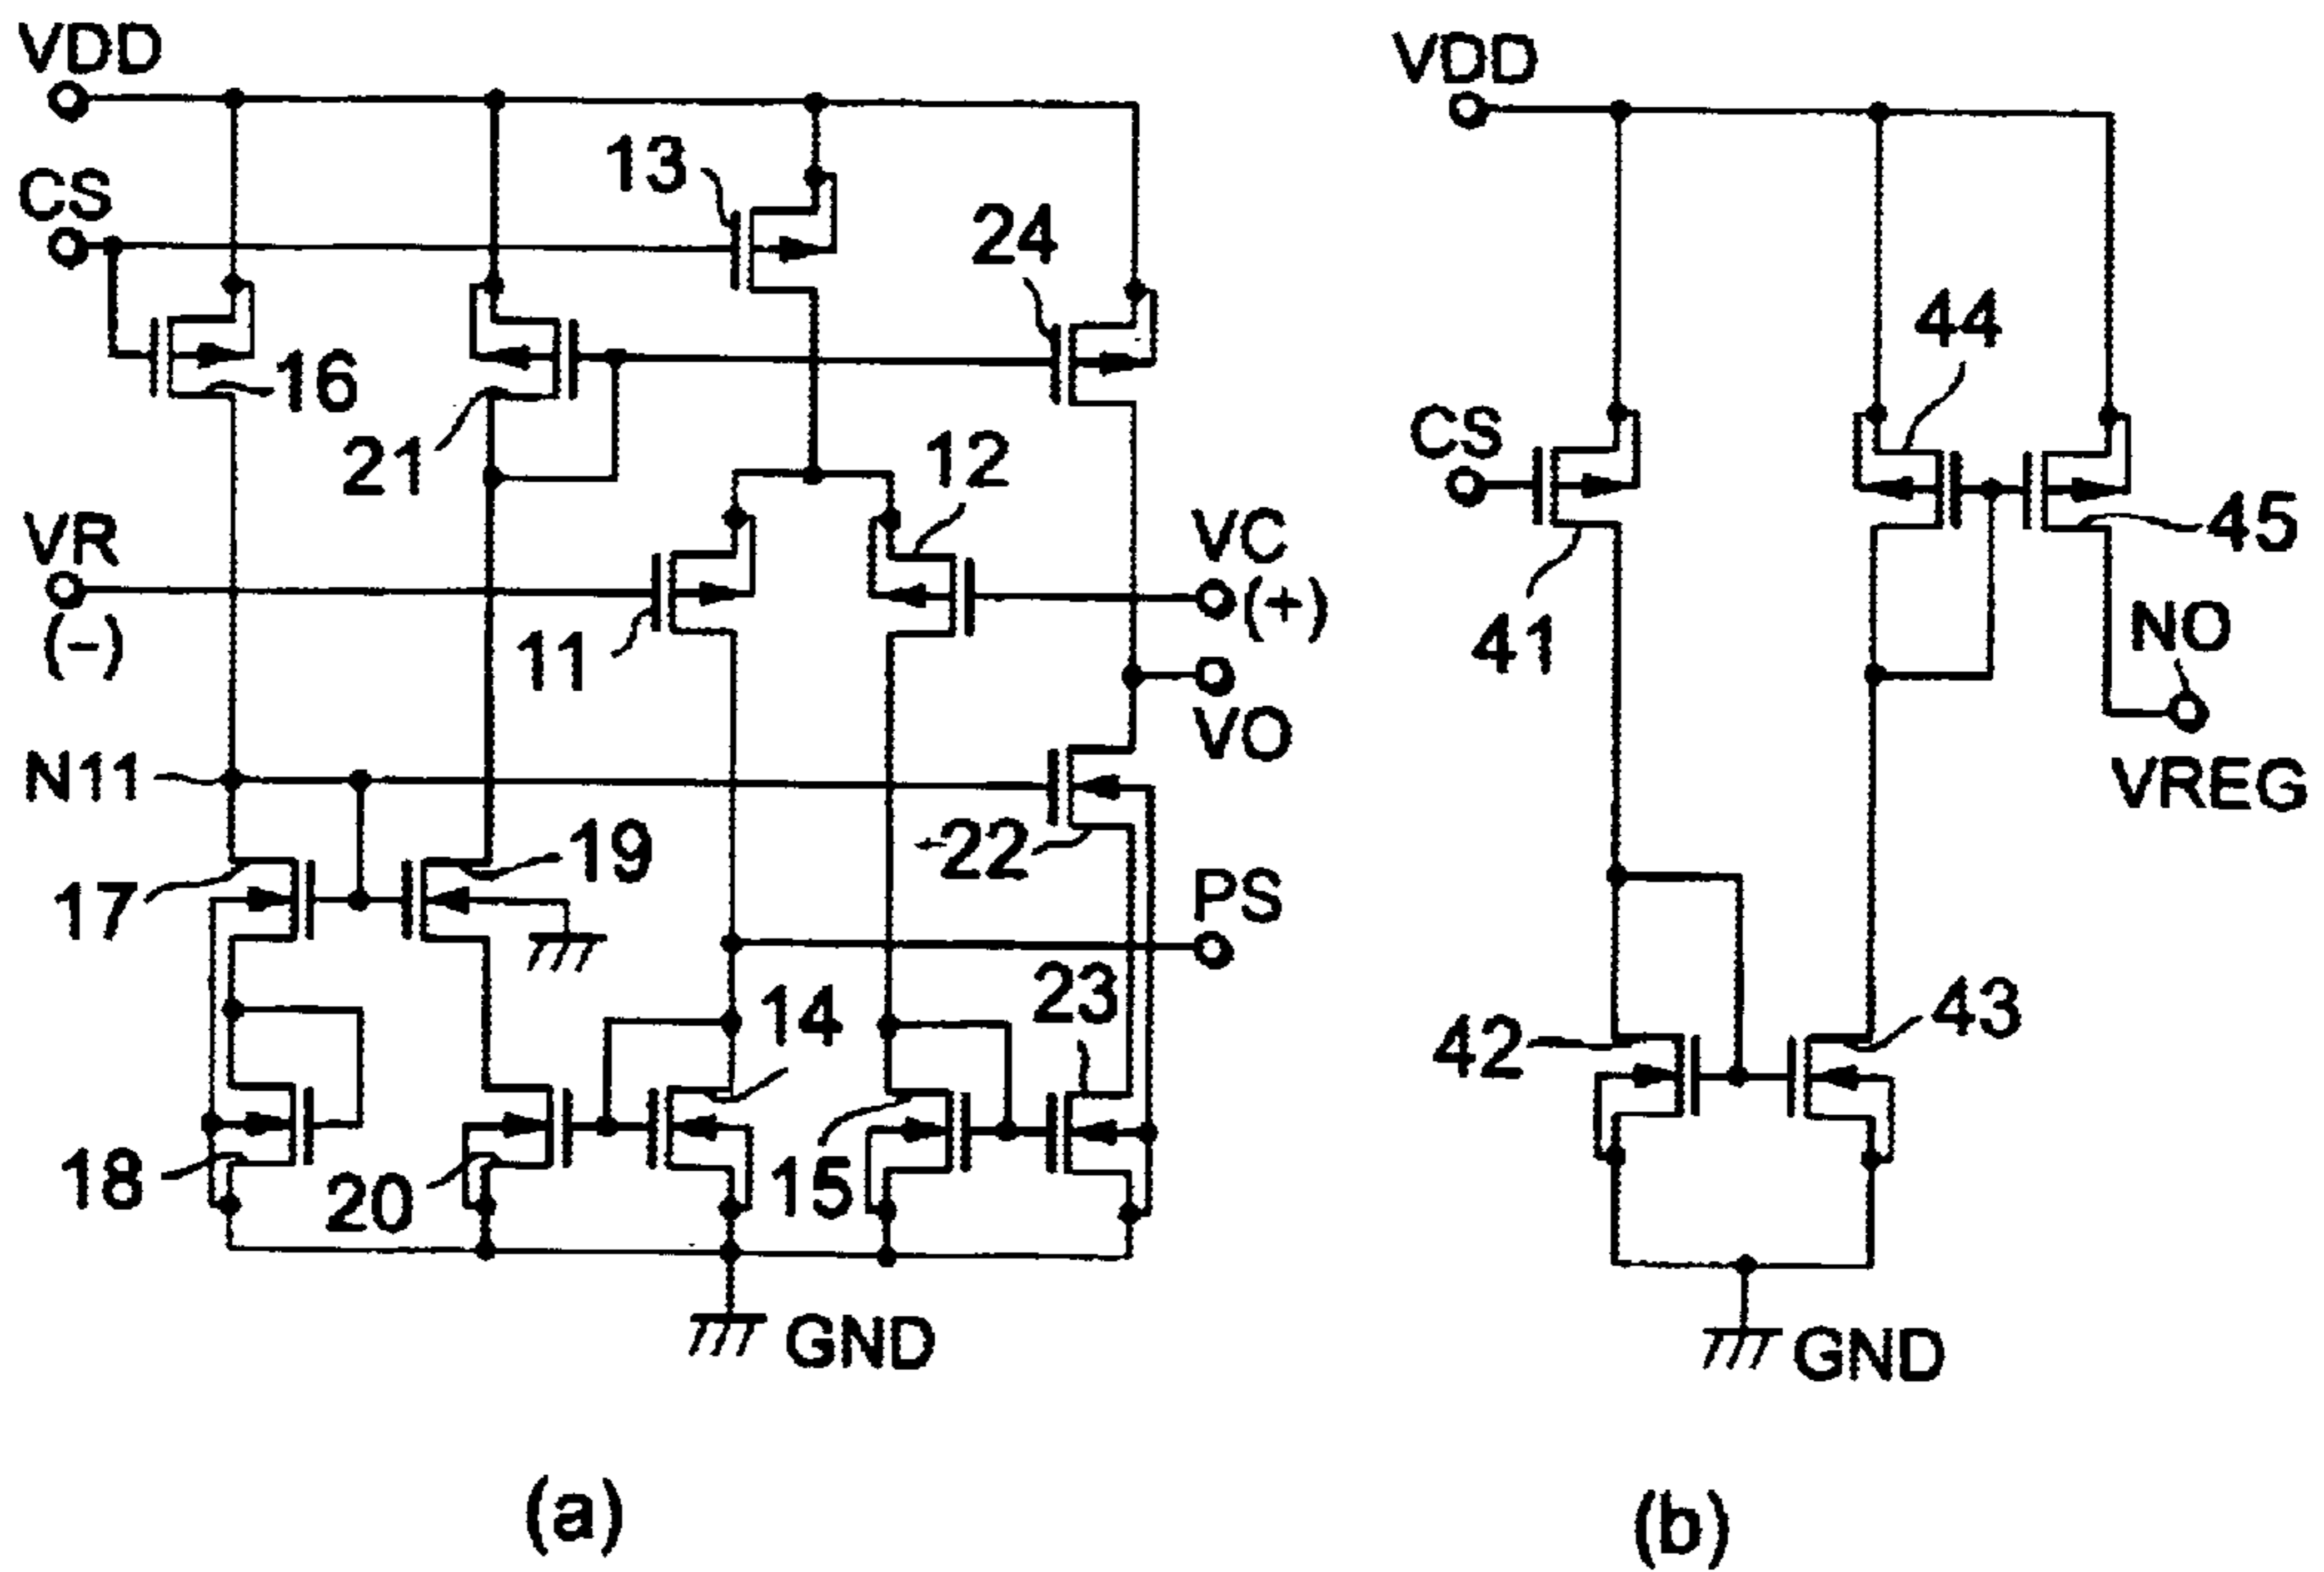 VDD
CS
13
24
16
21
12
VR
(-)
11
VC
(+)
VO
N11
17
19
22
PS
18
20
14
15
23
GND
(a)
VDD
CS
44
45
41
NO
VREG
42
43
GND
(b)